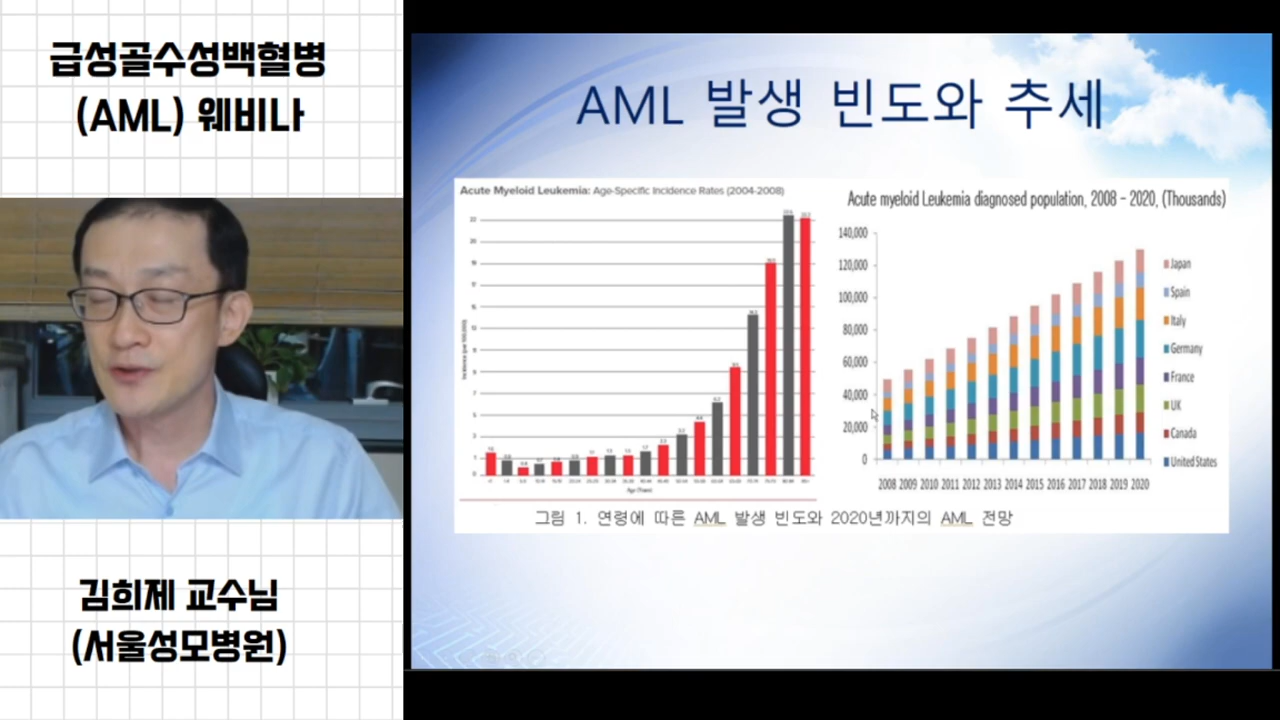 급성골수성백혈병
(AML) 웨비나
김희제 교수님
(서울성모병원)
AML 발생 빈도와 추세
Acute Myeloid Leukemia: Age-Specific Incidence Rates (2004-2008)
Age (Years)
Acute myeloid Leukemia diagnosed population, 2008 - 2020, (Thousands)
140,000
120,000
100,000
80,000
60,000
40,000
20,000
0
2008 2009 2010 2011 2012 2013 2014 2015 2016 2017 2018 2019 2020
Japan
Spain
Italy
Germany
France
UK
Canada
United States
그림 1. 연령에 따른 AML 발생 빈도와 2020년까지의 AML 전망